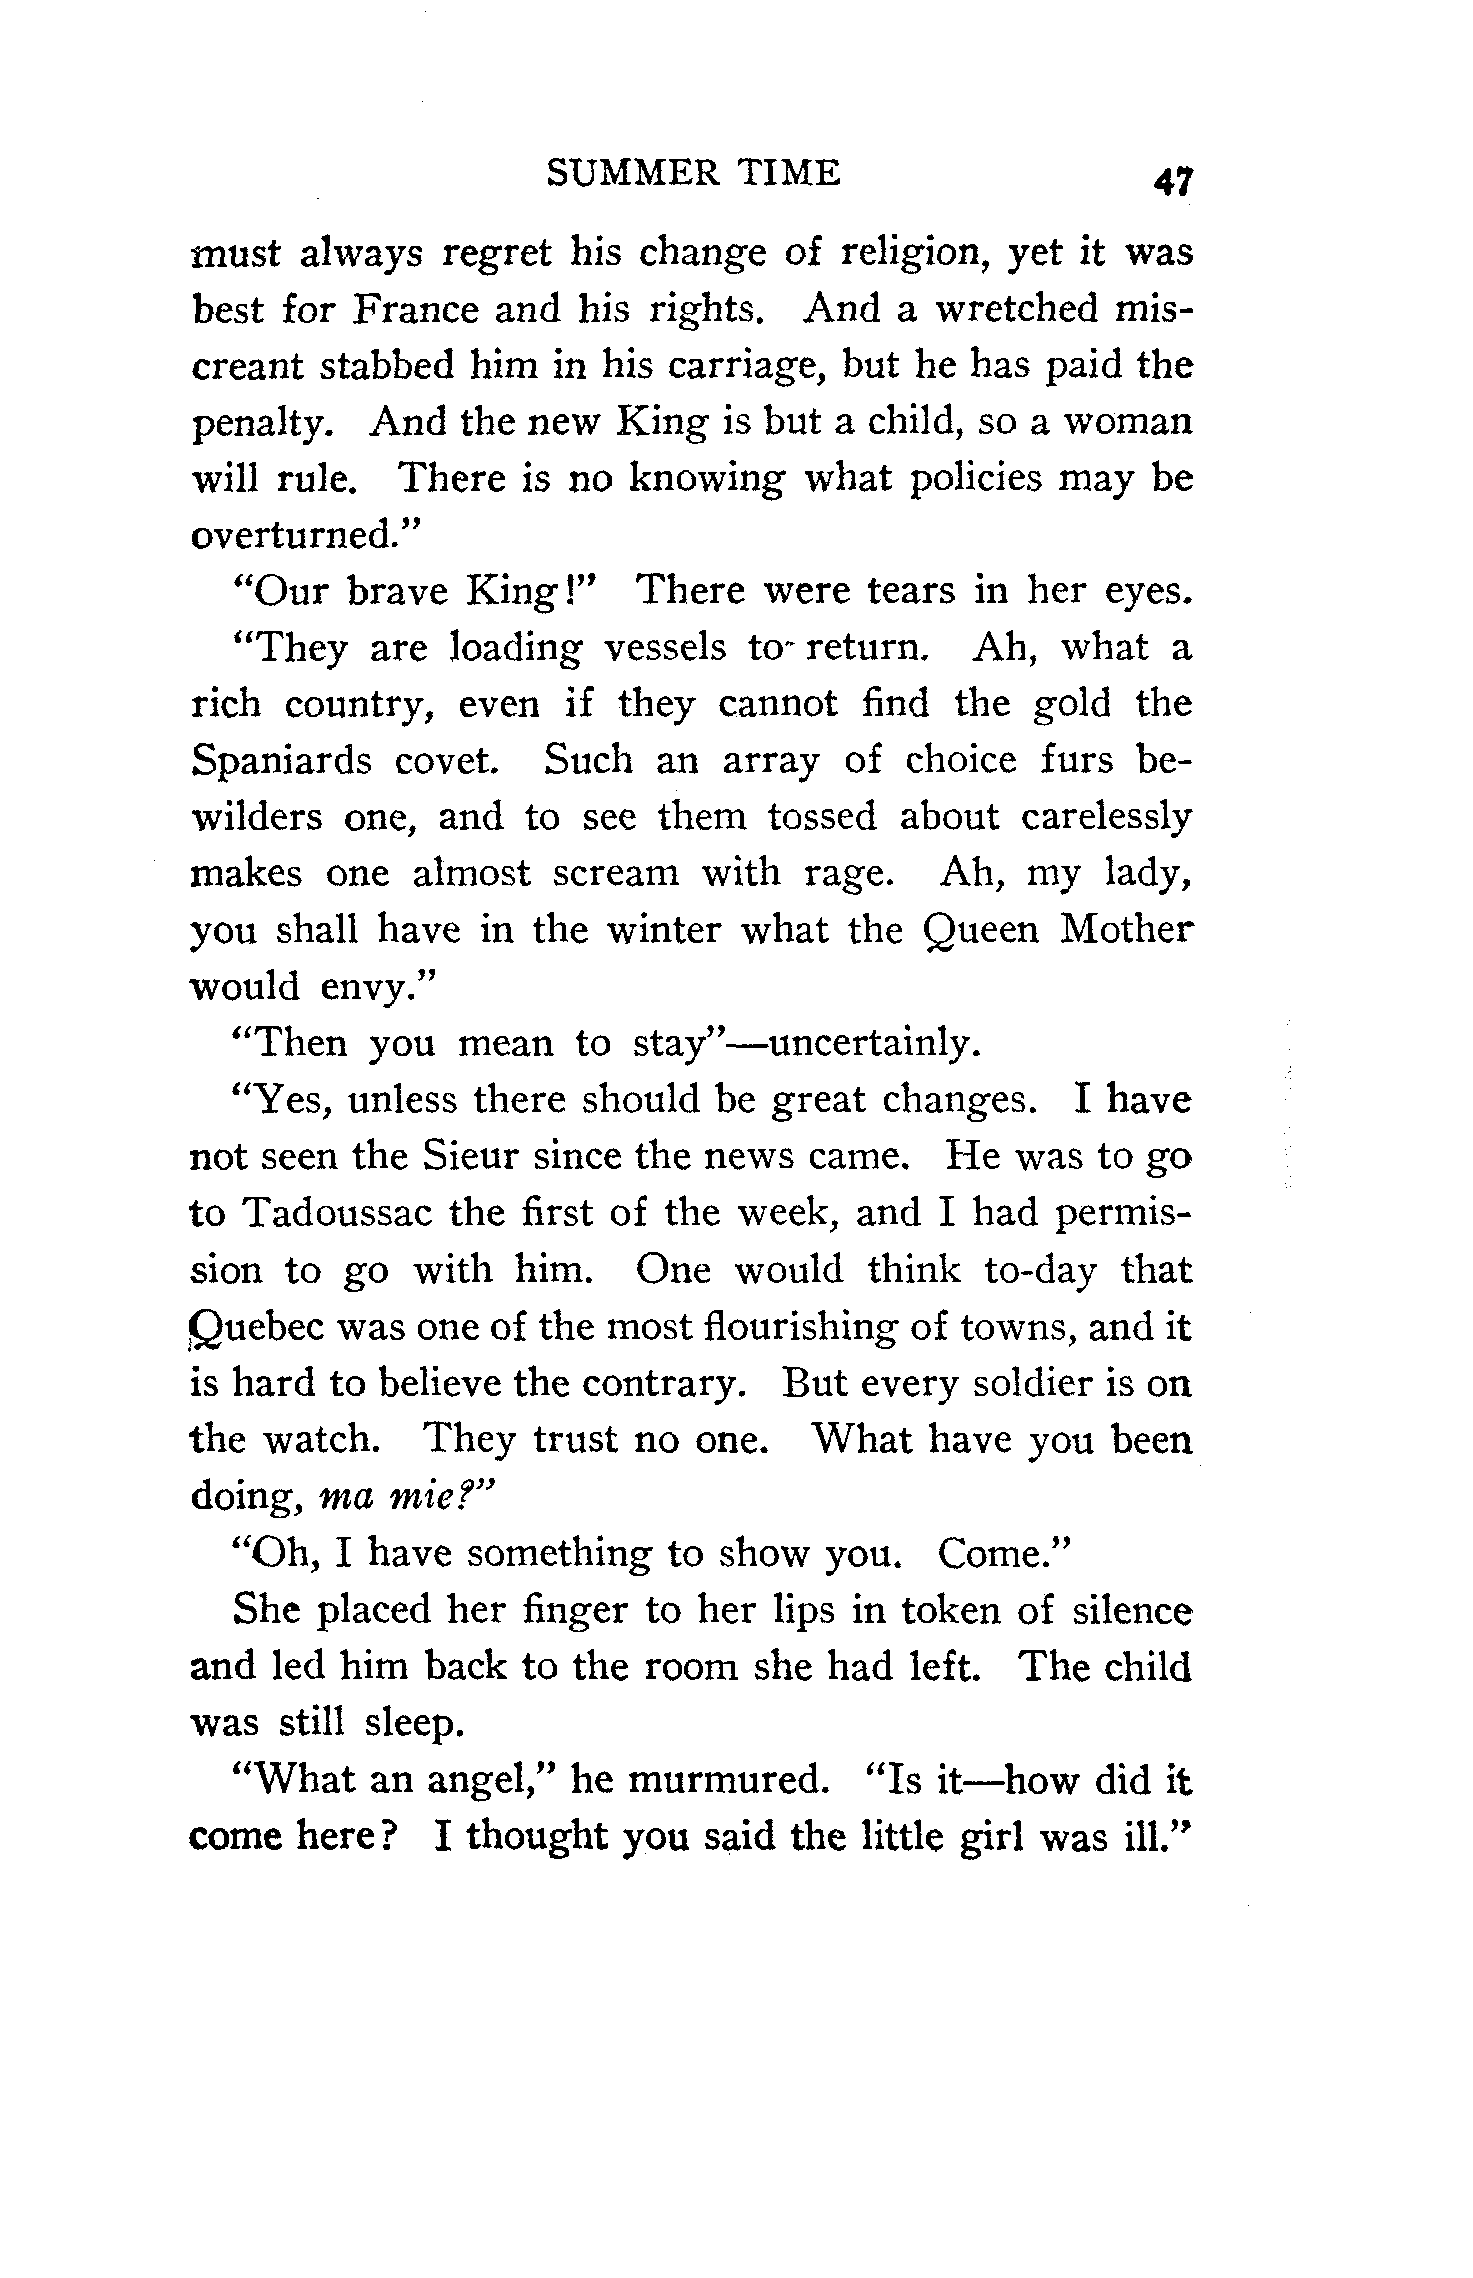 SUMMER TIME 47
must always regret his change of religion, yet it was
best for France and his rights. And a wretched mis-
creant stabbed him in his carriage, but he has paid the
penalty. And the new King is but a child, so a woman
will rule. There is no knowing what policies may be
overturned."
"Our brave King!" There were tears in her eyes.
"They are loading vessels to return. Ah, what a
rich country, even if they cannot find the gold the
Spaniards covet. Such an array of choice furs be-
wilders one, and to see them tossed about carelessly
makes one almost scream with rage. Ah, my lady,
you shall have in the winter what the Queen Mother
would envy."
"Then you mean to stay"—uncertainly.
"Yes, unless there should be great changes. I have
not seen the Sieur since the news came. He was to go
to Tadoussac the first of the week, and I had permis-
sion to go with him. One would think to-day that
Quebec was one of the most flourishing of towns, and it
is hard to believe the contrary. But every soldier is on
the watch. They trust no one. What have you been
doing, ma mie?"
"Oh, I have something to show you. Come."
She placed her finger to her lips in token of silence
and led him back to the room she had left. The child
was still sleep.
"What an angel," he murmured. "Is it—how did it
come here? I thought you said the little girl was ill."